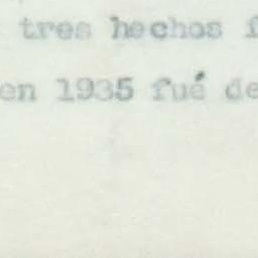 tres hechos f
en 1935 fué de